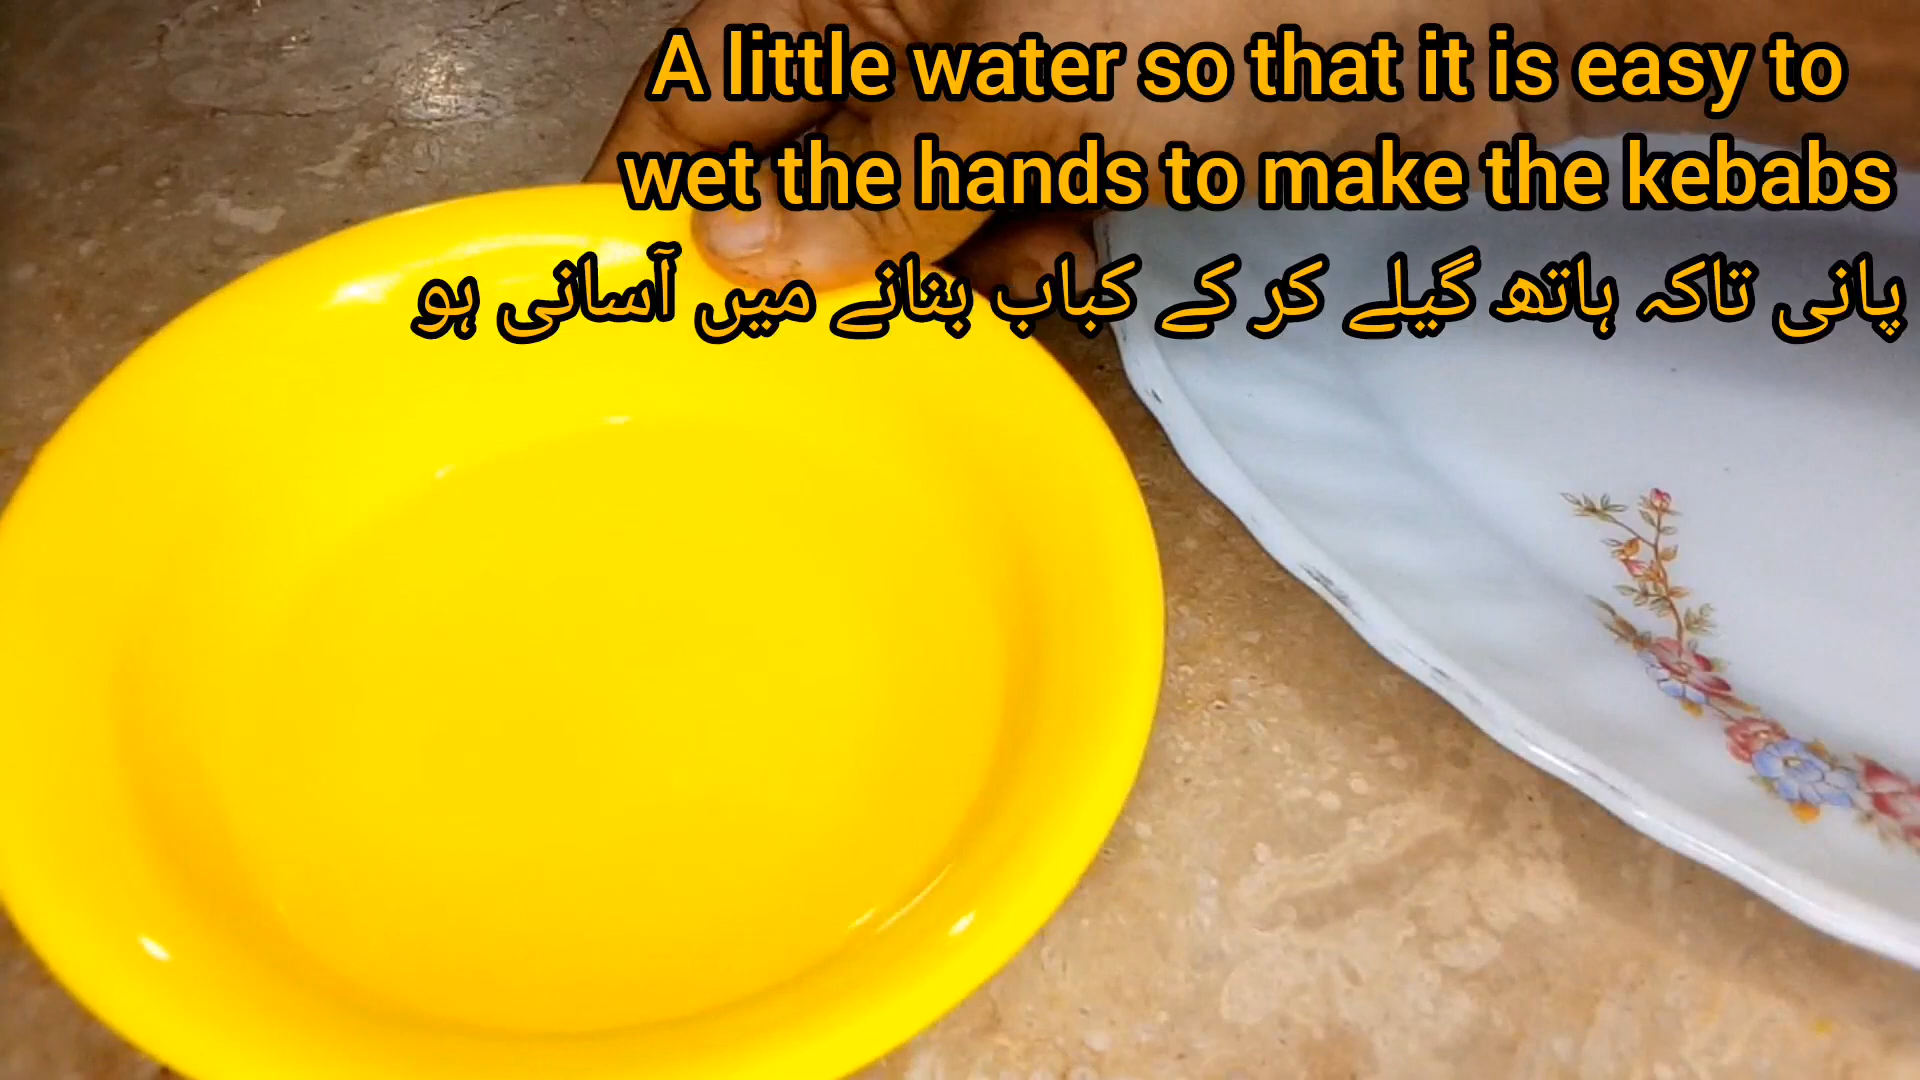 A little water so that it is easy to
wet the hands to make the kebabs
پانی تاکہ ہاتھ گیلے کر کے کباب بنانے میں آسانی ہو